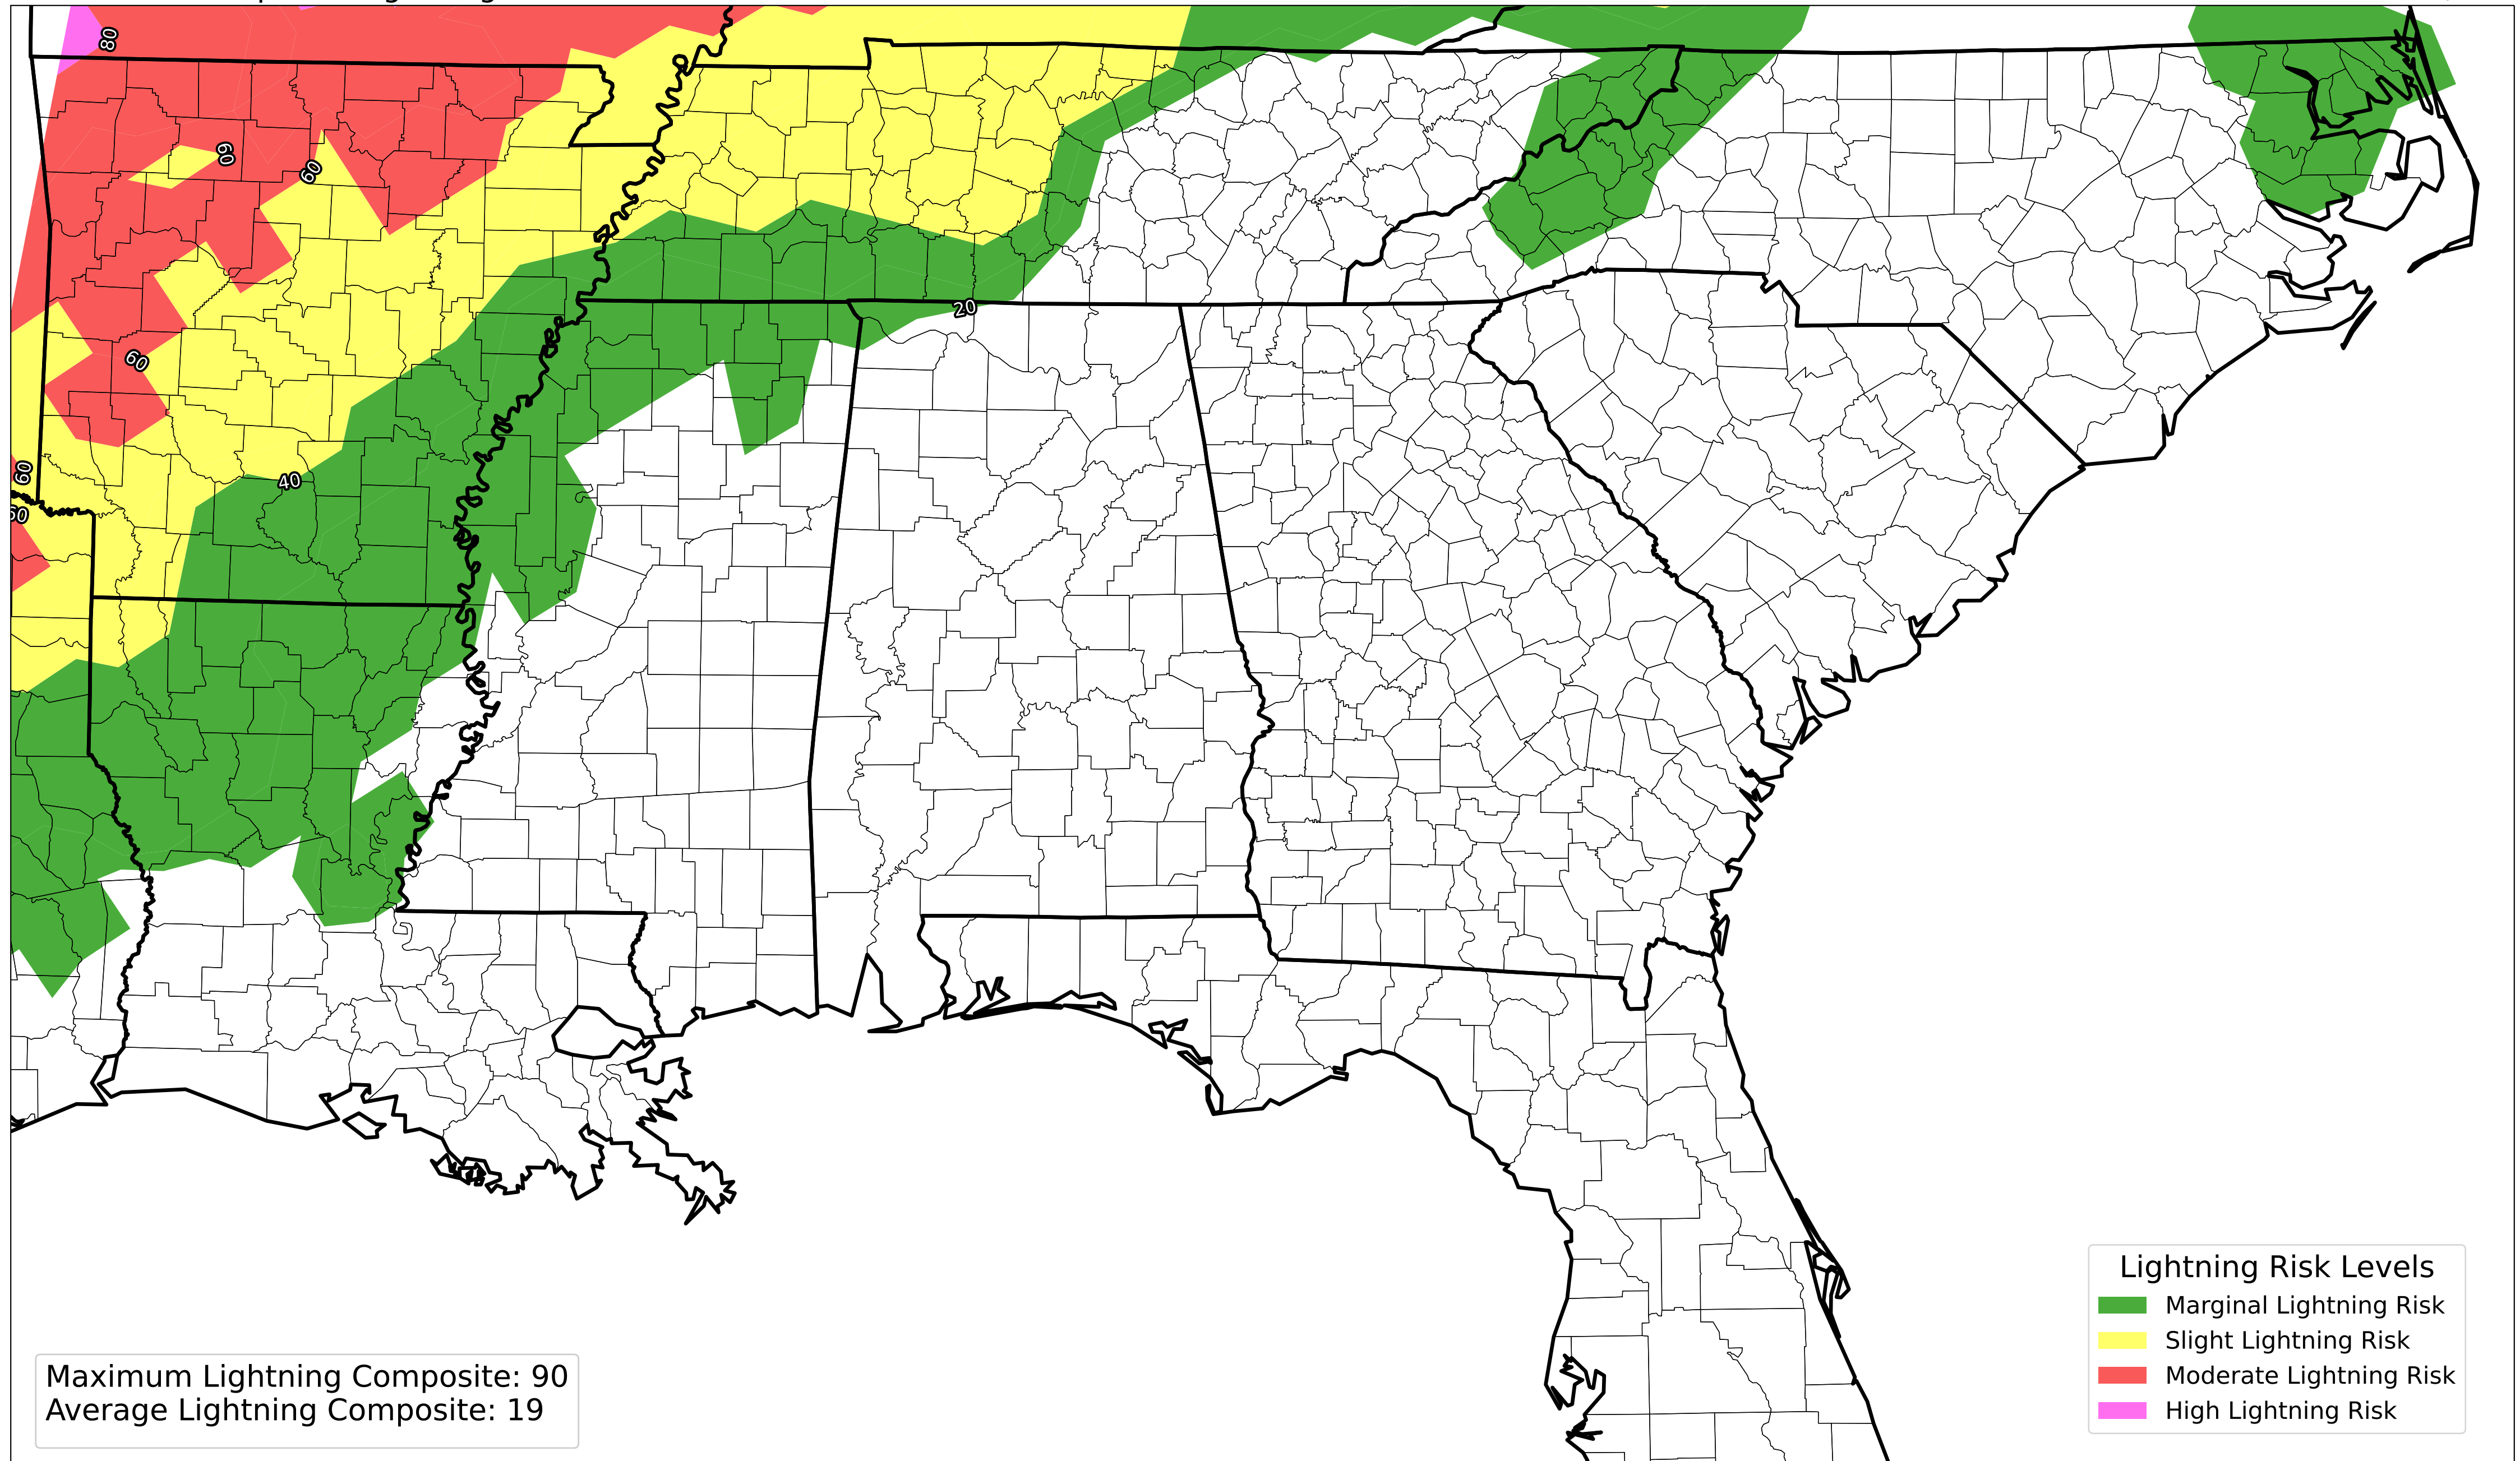 80
60
60
20
60
60
40
Lightning Risk Levels
Marginal Lightning Risk
Slight Lightning Risk
Moderate Lightning Risk
High Lightning Risk
Maximum Lightning Composite: 90
Average Lightning Composite: 19